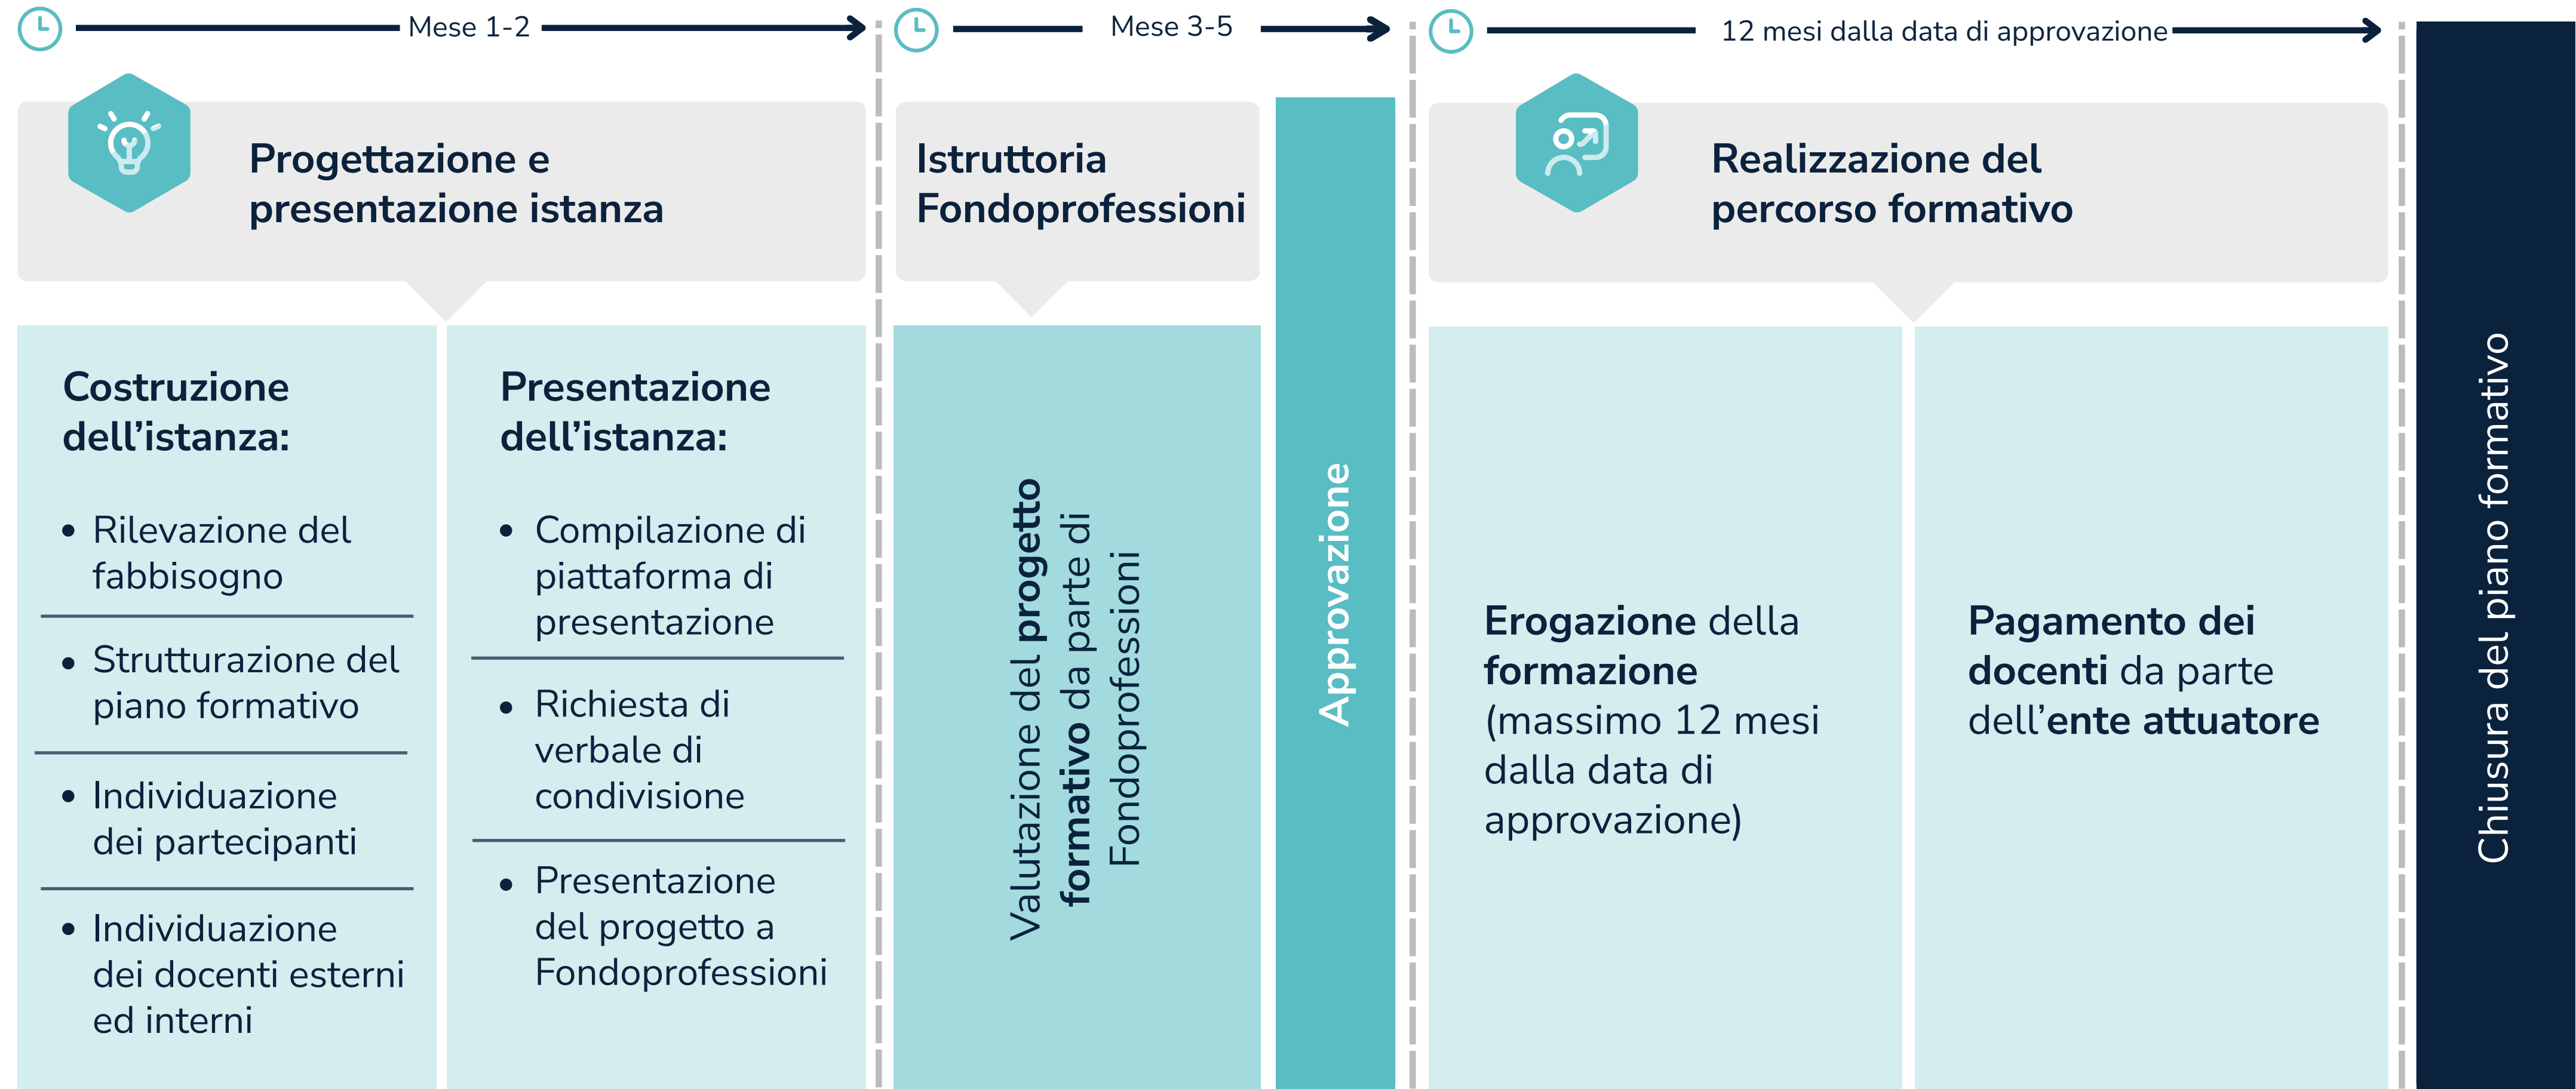 Mese 1-2
Mese 3-5
12 mesi dalla data di approvazione
Progettazione e
presentazione istanza
Istruttoria
Fondoprofessioni
Realizzazione del
percorso formativo
Costruzione
dell’istanza:
• Rilevazione del
fabbisogno
• Strutturazione del
piano formativo
• Individuazione
dei partecipanti
• Individuazione
dei docenti esterni
ed interni
Presentazione
dell’istanza:
• Compilazione di
piattaforma di
presentazione
• Richiesta di
verbale di
condivisione
• Presentazione
del progetto a
Fondoprofessioni
Valutazione del progetto
formativo da parte di
Fondoprofessioni
Approvazione
Erogazione della
formazione
(massimo 12 mesi
dalla data di
approvazione)
Pagamento dei
docenti da parte
dell’ente attuatore
Chiusura del piano formativo